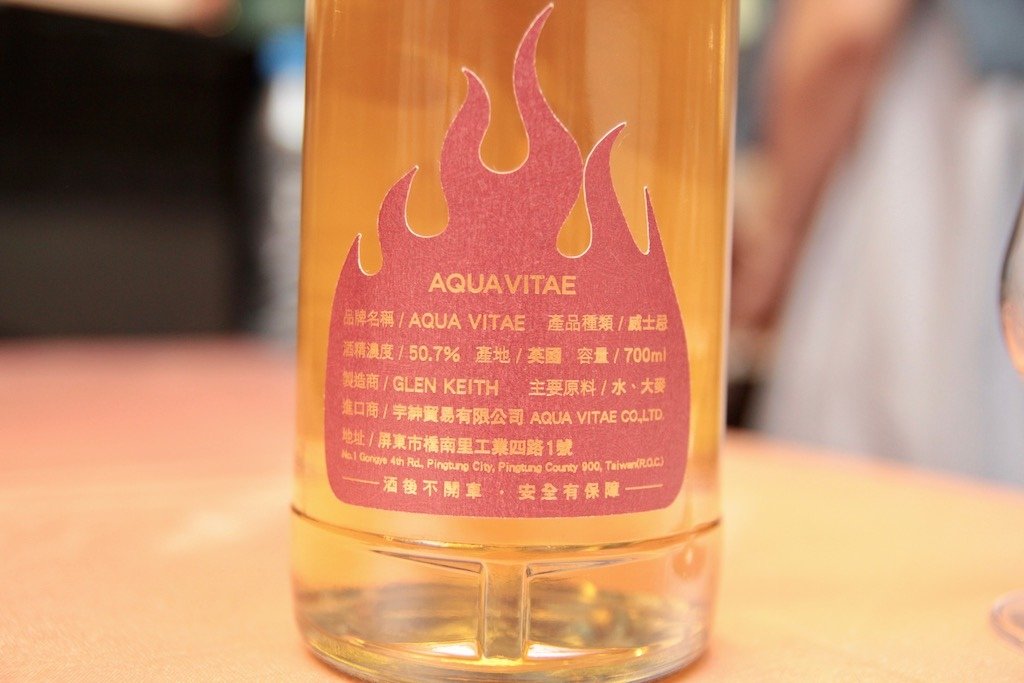 AQUAVITAE
品牌名稱 / AQUA VITAE 產品種類 / 威士忌
酒精濃度 / 50.7% 產地 / 英國 容量 / 700ml
製造商 / GLEN KEITH 主要原料 / 水、大麥
進口商 / 宇紳貿易有限公司 AQUA VITAE CO.,LTD.
地址 / 屏東市橋南里工業四路1號
No.1 Gongye 4th Rd., Pingtung City, Pingtung County 900, Taiwan(R.O.C.)
酒後不開車 · 安全有保障